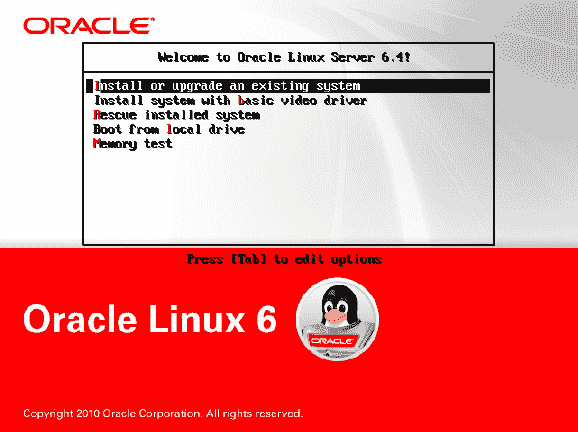 ORACLE
Welcome to Oracle Linux Server 6.4!
Install or upgrade an existing system
Install system with basic video driver
Rescue installed system
Boot from local drive
Memory test
Press [Tab] to edit options
Oracle Linux 6
ORACLE
Copyright 2010 Oracle Corporation. All rights reserved.